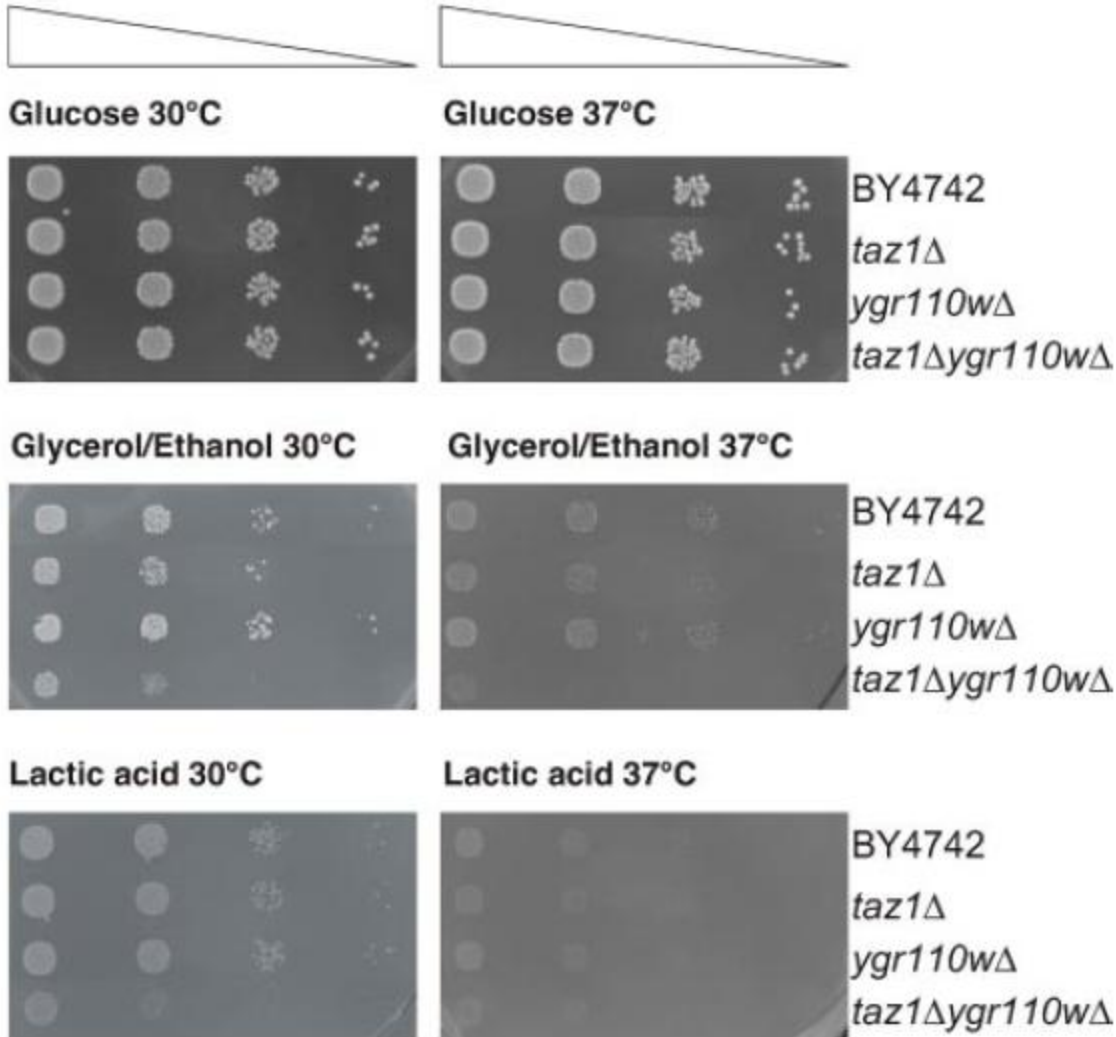 Glucose 30°C Glucose 37°C
BY4742
taz1Δ
ygr110wΔ
taz1Δygr110wΔ
Glycerol/Ethanol 30°C Glycerol/Ethanol 37°C
BY4742
taz1Δ
ygr110wΔ
taz1Δygr110wΔ
Lactic acid 30°C Lactic acid 37°C
BY4742
taz1Δ
ygr110wΔ
taz1Δygr110wΔ